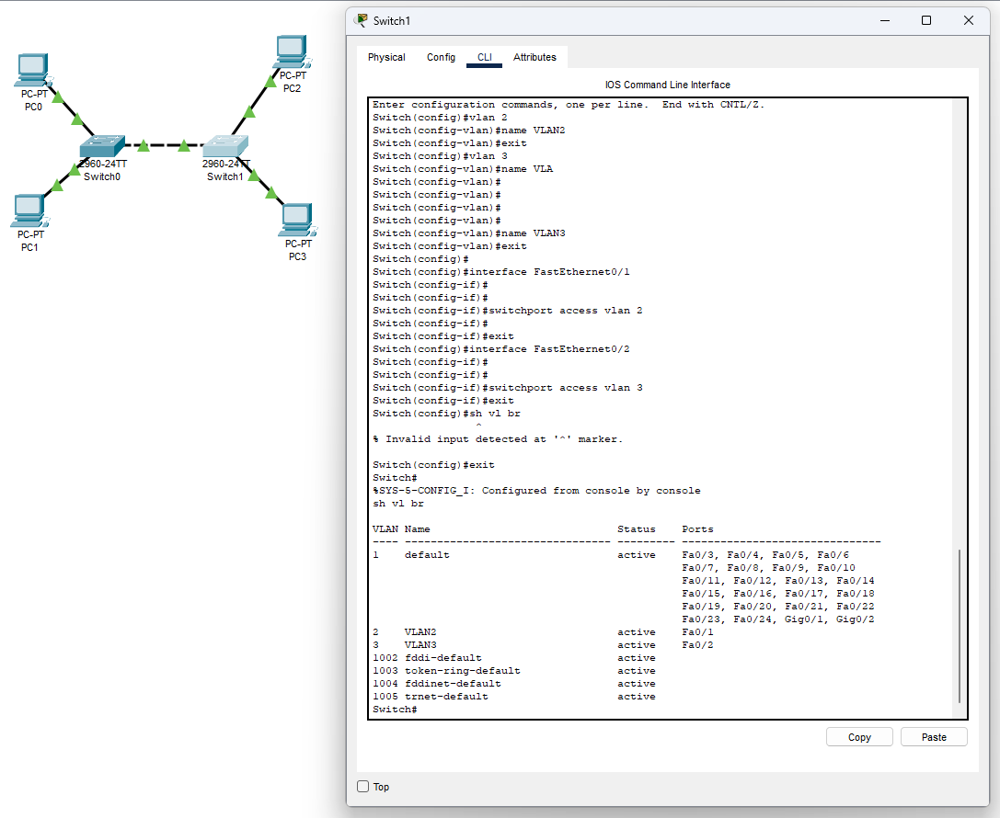 Switch1
Physical Config CLI Attributes
IOS Command Line Interface
PC-PT
PC0
PC-PT
PC2
2960-24TT
Switch0
2960-24TT
Switch1
PC-PT
PC1
PC-PT
PC3
Enter configuration commands, one per line.  End with CNTL/Z.
Switch(config)#vlan 2
Switch(config-vlan)#name VLAN2
Switch(config-vlan)#exit
Switch(config)#vlan 3
Switch(config-vlan)#name VLA
Switch(config-vlan)#
Switch(config-vlan)#
Switch(config-vlan)#
Switch(config-vlan)#
Switch(config-vlan)#name VLAN3
Switch(config-vlan)#exit
Switch(config)#
Switch(config)#interface FastEthernet0/1
Switch(config-if)#
Switch(config-if)#
Switch(config-if)#switchport access vlan 2
Switch(config-if)#
Switch(config-if)#exit
Switch(config)#interface FastEthernet0/2
Switch(config-if)#
Switch(config-if)#
Switch(config-if)#switchport access vlan 3
Switch(config-if)#exit
Switch(config)#sh vl br
^
% Invalid input detected at '^' marker.
Switch(config)#exit
Switch#
%SYS-5-CONFIG_I: Configured from console by console
sh vl br
VLAN Name Status Ports
---- -------------------------------- --------- -------------------------------
1 default active Fa0/3, Fa0/4, Fa0/5, Fa0/6
Fa0/7, Fa0/8, Fa0/9, Fa0/10
Fa0/11, Fa0/12, Fa0/13, Fa0/14
Fa0/15, Fa0/16, Fa0/17, Fa0/18
Fa0/19, Fa0/20, Fa0/21, Fa0/22
Fa0/23, Fa0/24, Gig0/1, Gig0/2
2 VLAN2 active Fa0/1
3 VLAN3 active Fa0/2
1002 fddi-default active
1003 token-ring-default active
1004 fddinet-default active
1005 trnet-default active
Switch#
Copy Paste
Top